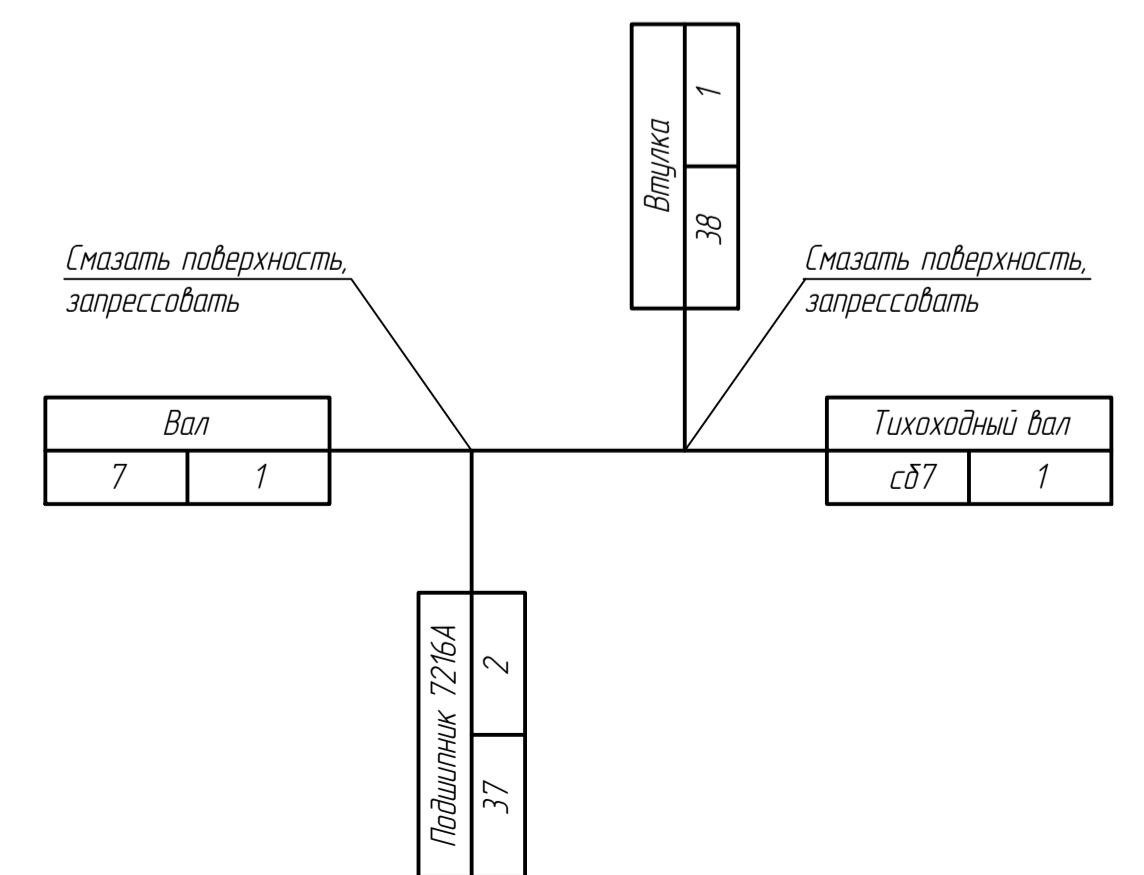 Втулка
1
38
Смазать поверхность,
запрессовать
Смазать поверхность,
запрессовать
Вал
7
1
Тихоходный вал
сб7
1
Подшипник 7216А
2
37